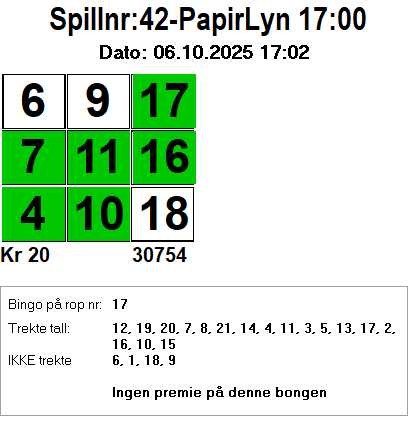 Spillnr:42-PapirLyn 17:00
Dato: 06.10.2025 17:02
6 9 17
7 11 16
4 10 18
Kr 20 30754
Bingo på rop nr: 17
Trekte tall: 12, 19, 20, 7, 8, 21, 14, 4, 11, 3, 5, 13, 17, 2,
16, 10, 15
IKKE trekte 6, 1, 18, 9
Ingen premie på denne bongen